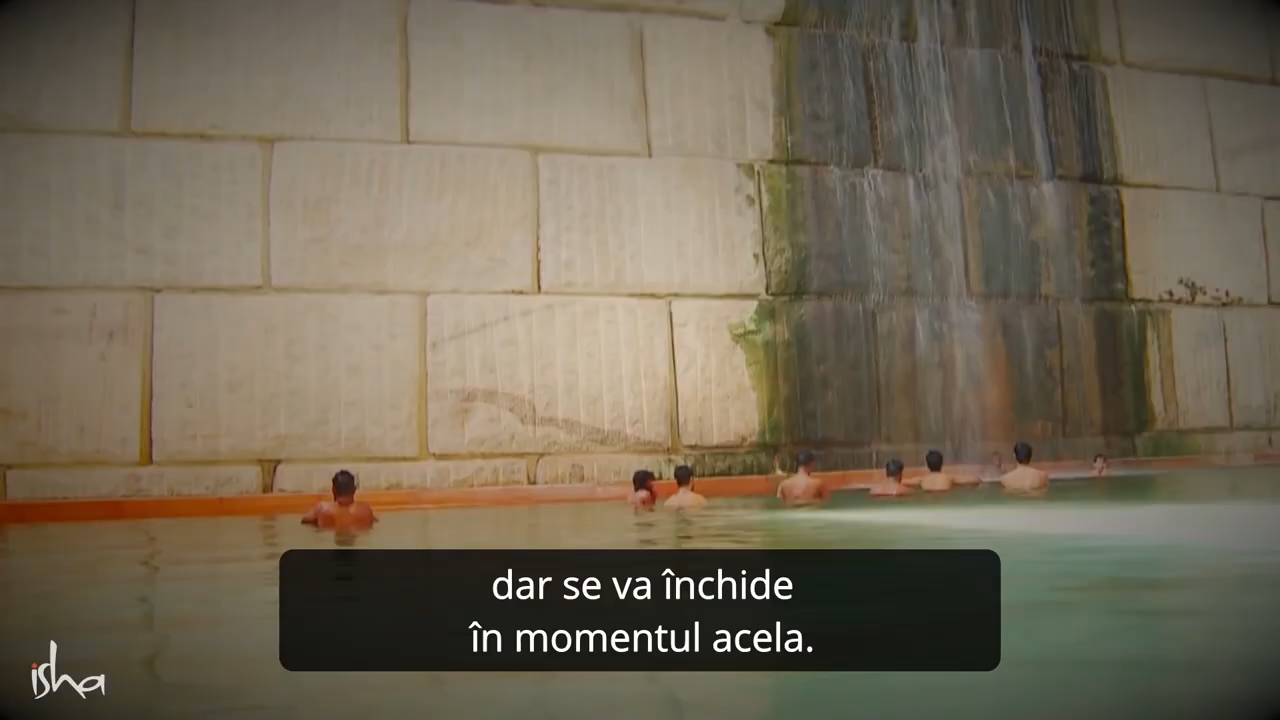 dar se va închide
în momentul acela.
isha